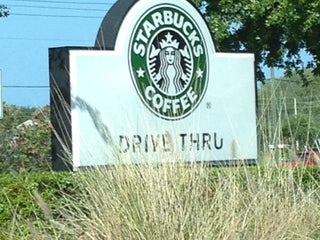 STARBUCKS
COFFEE
®
DRIVE THRU